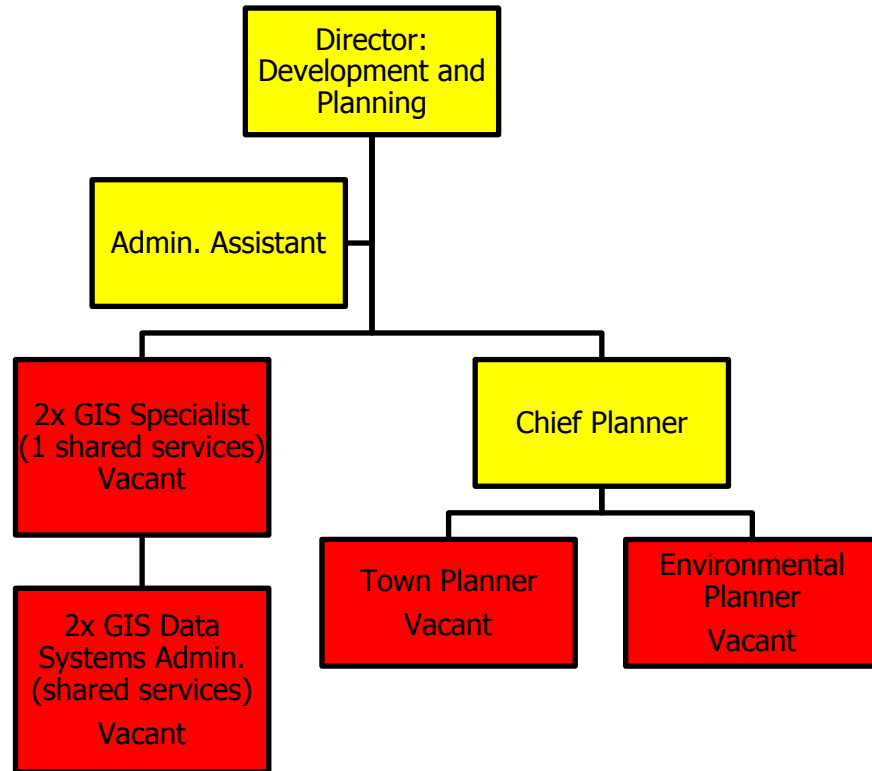 Director:
Development and
Planning
Admin. Assistant
2x GIS Specialist
(1 shared services)
Vacant
Chief Planner
2x GIS Data
Systems Admin.
(shared services)
Vacant
Town Planner
Vacant
Environmental
Planner
Vacant